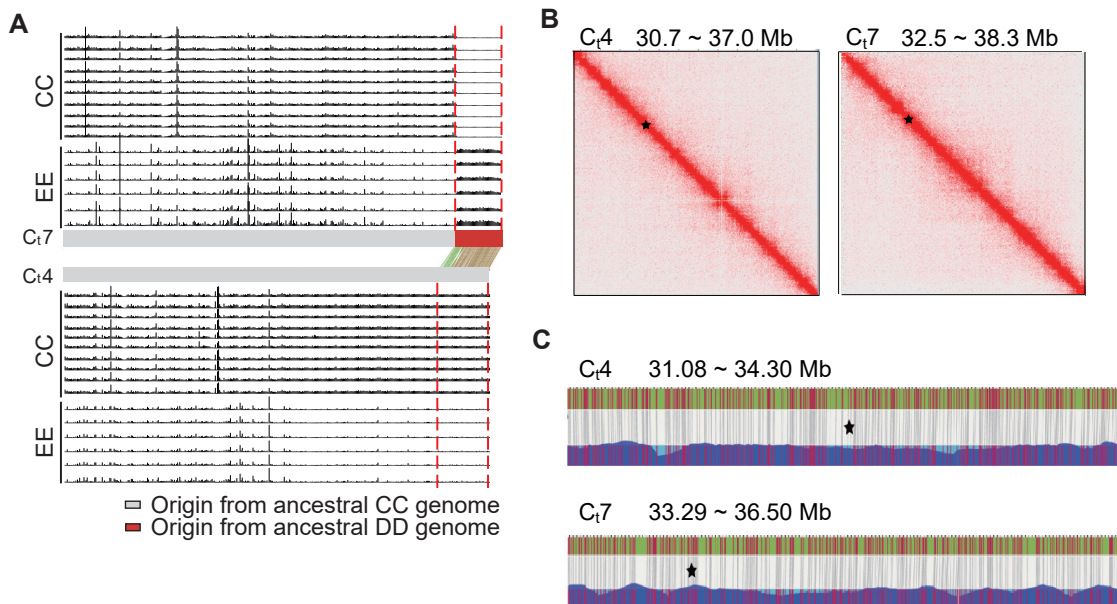 A
CC
EE
Ct7
Ct4
CC
EE
Origin from ancestral CC genome
Origin from ancestral DD genome
B
Ct4 30.7 ~ 37.0 Mb
Ct7 32.5 ~ 38.3 Mb
C
Ct4 31.08 ~ 34.30 Mb
Ct7 33.29 ~ 36.50 Mb